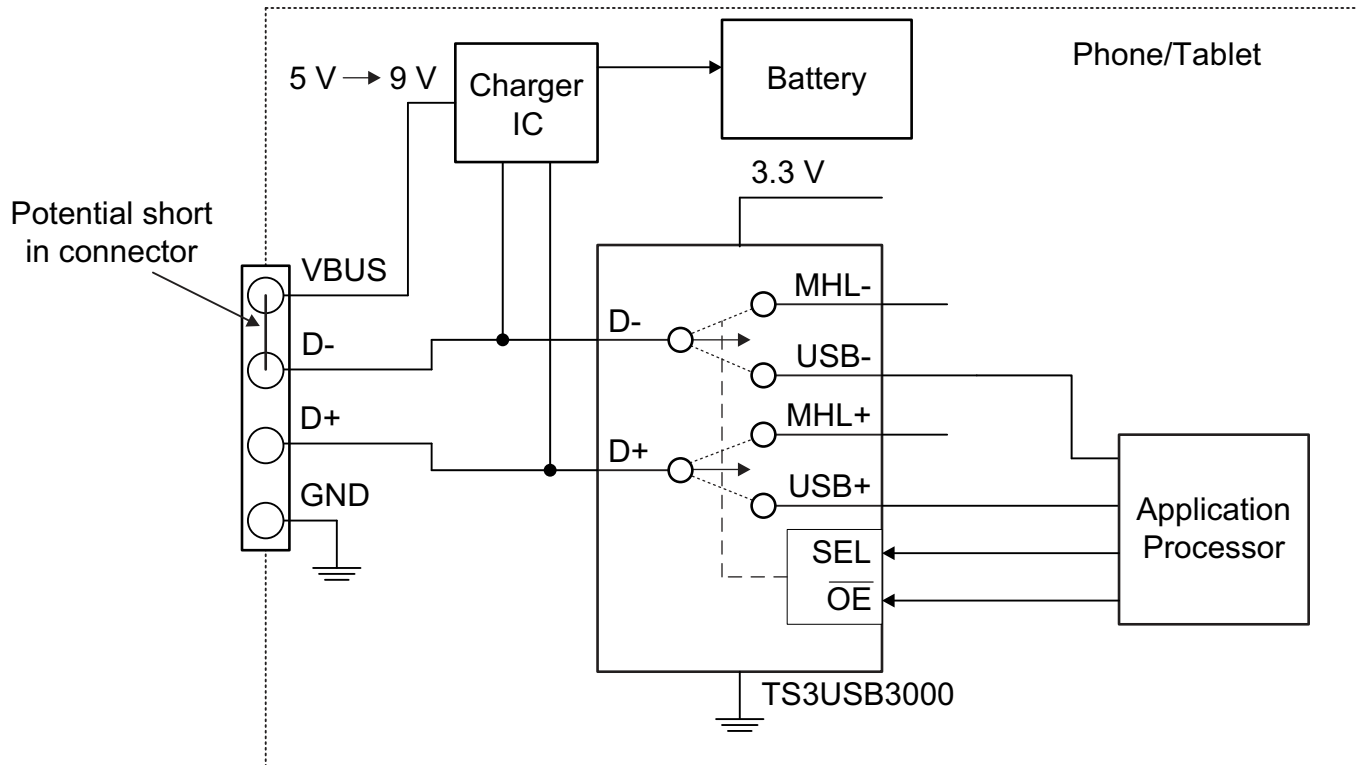 Phone/Tablet
5 V → 9 V
Charger
IC
Battery
3.3 V
Potential short
in connector
VBUS
D-
D+
GND
D-
D+
MHL-
USB-
MHL+
USB+
SEL
O̅E̅
Application
Processor
TS3USB3000